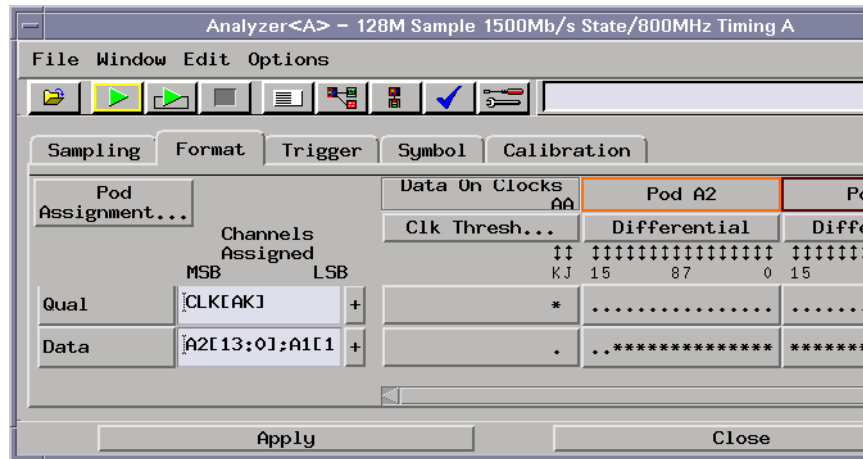 Analyzer<A> - 128M Sample 1500Mb/s State/800MHz Timing A
File Window Edit Options
Sampling Format Trigger Symbol Calibration
Pod Assignment...
Data On Clocks
AA
Pod A2
Clk Thresh...
Differential
Channels
Assigned
MSB LSB
KJ 15 87 0 15
Qual CLK[AK] + * ................
Data A2[13:0];A1[1 + . ..**************
Apply Close